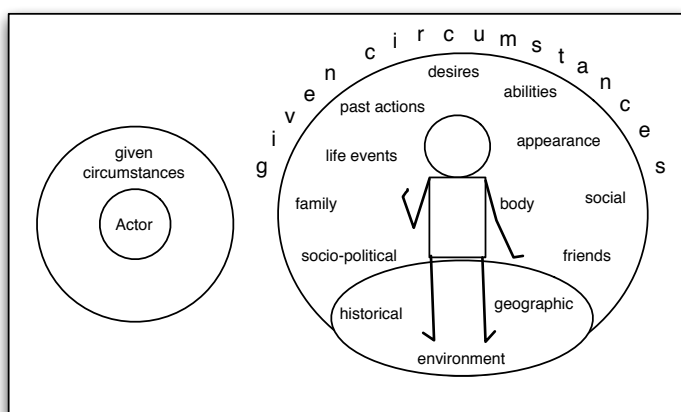 given circumstances
given
circumstances
Actor
desires
abilities
past actions
appearance
life events
family
body
social
socio-political
friends
historical
geographic
environment